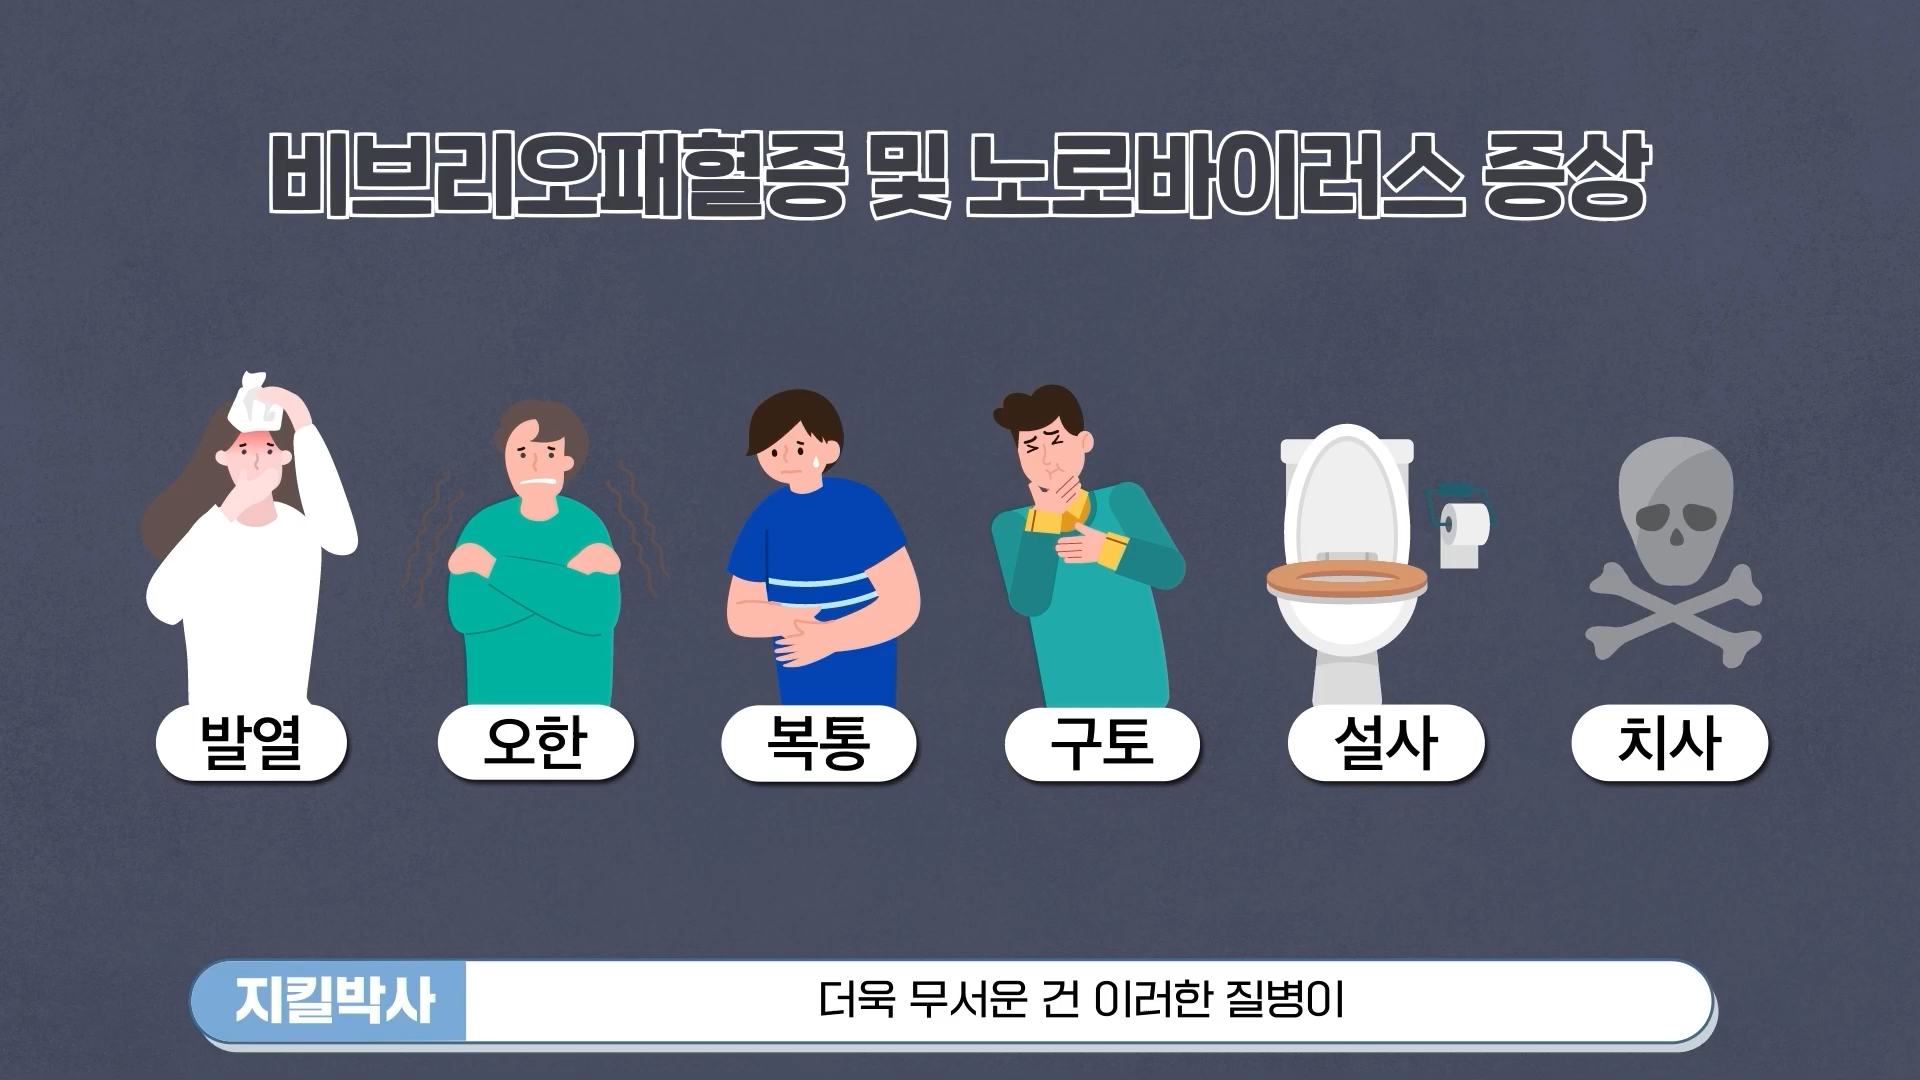 비브리오패혈증 및 노로바이러스 증상
발열
오한
복통
구토
설사
치사
지킬박사
더욱 무서운 건 이러한 질병이